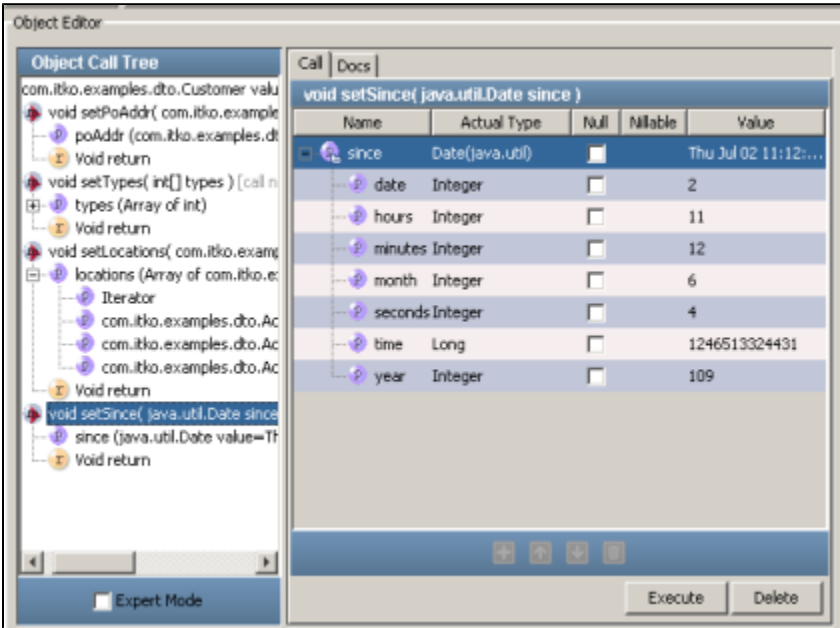 Object Editor
Object Call Tree
com.itko.examples.dto.Customer valu
void setPoAddr( com.itko.example
poAddr (com.itko.examples.dt
Void return
void setTypes( int[] types ) [call n
types (Array of int)
Void return
void setLocations( com.itko.examp
locations (Array of com.itko.e
Iterator
com.itko.examples.dto.Ac
com.itko.examples.dto.Ac
com.itko.examples.dto.Ac
Void return
void setSince( java.util.Date since
since (java.util.Date value=Th
Void return
Expert Mode
Call Docs
void setSince( java.util.Date since )
Name Actual Type Null Nillable Value
since Date(java.util) Thu Jul 02 11:12:...
date Integer 2
hours Integer 11
minutes Integer 12
month Integer 6
seconds Integer 4
time Long 1246513324431
year Integer 109
Execute Delete